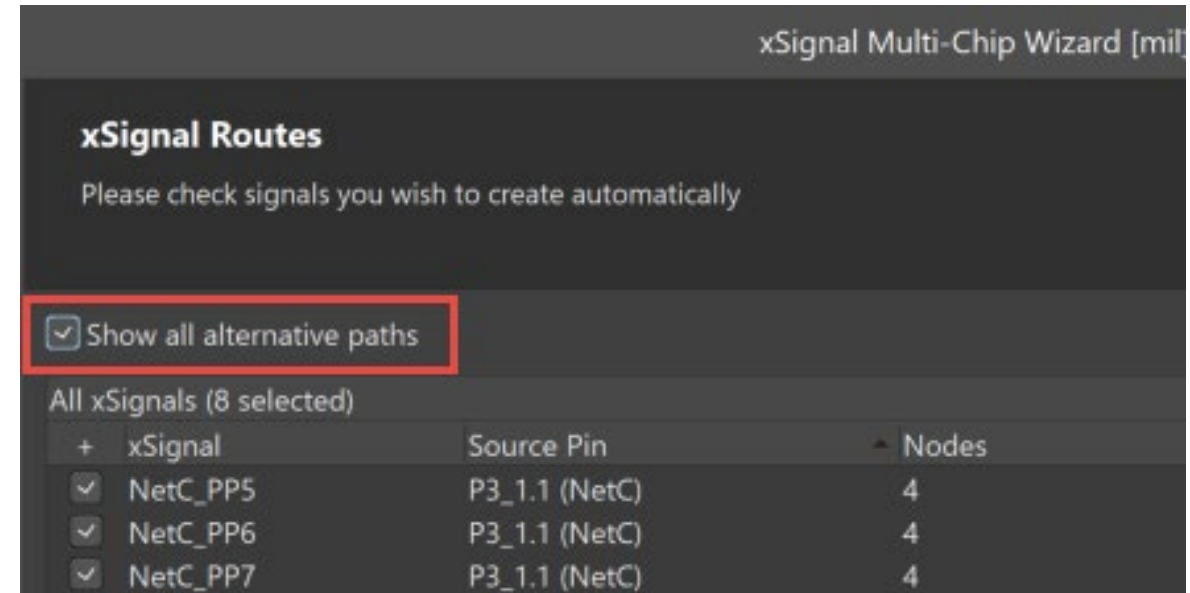 xSignal Multi-Chip Wizard [mil]
xSignal Routes
Please check signals you wish to create automatically
Show all alternative paths
All xSignals (8 selected)
+ xSignal Source Pin Nodes
NetC_PP5 P3_1.1 (NetC) 4
NetC_PP6 P3_1.1 (NetC) 4
NetC_PP7 P3_1.1 (NetC) 4